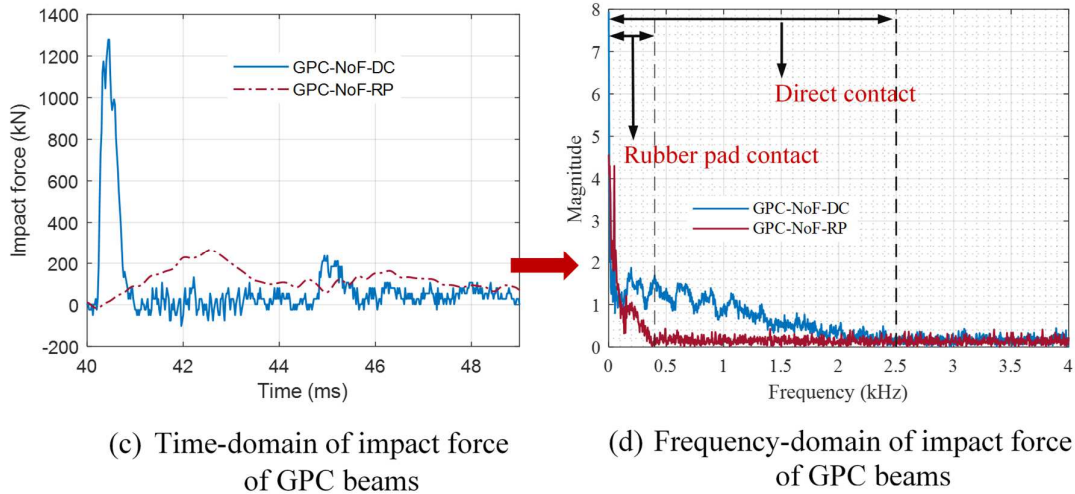 1400
1200
1000
800
600
400
200
0
-200
Impact force (kN)
GPC-NoF-DC
GPC-NoF-RP
40
42
44
46
48
Time (ms)
(c) Time-domain of impact force
of GPC beams
8
7
6
5
4
3
2
1
0
Magnitude
Direct contact
Rubber pad contact
GPC-NoF-DC
GPC-NoF-RP
0
0.5
1
1.5
2
2.5
3
3.5
4
Frequency (kHz)
(d) Frequency-domain of impact force
of GPC beams